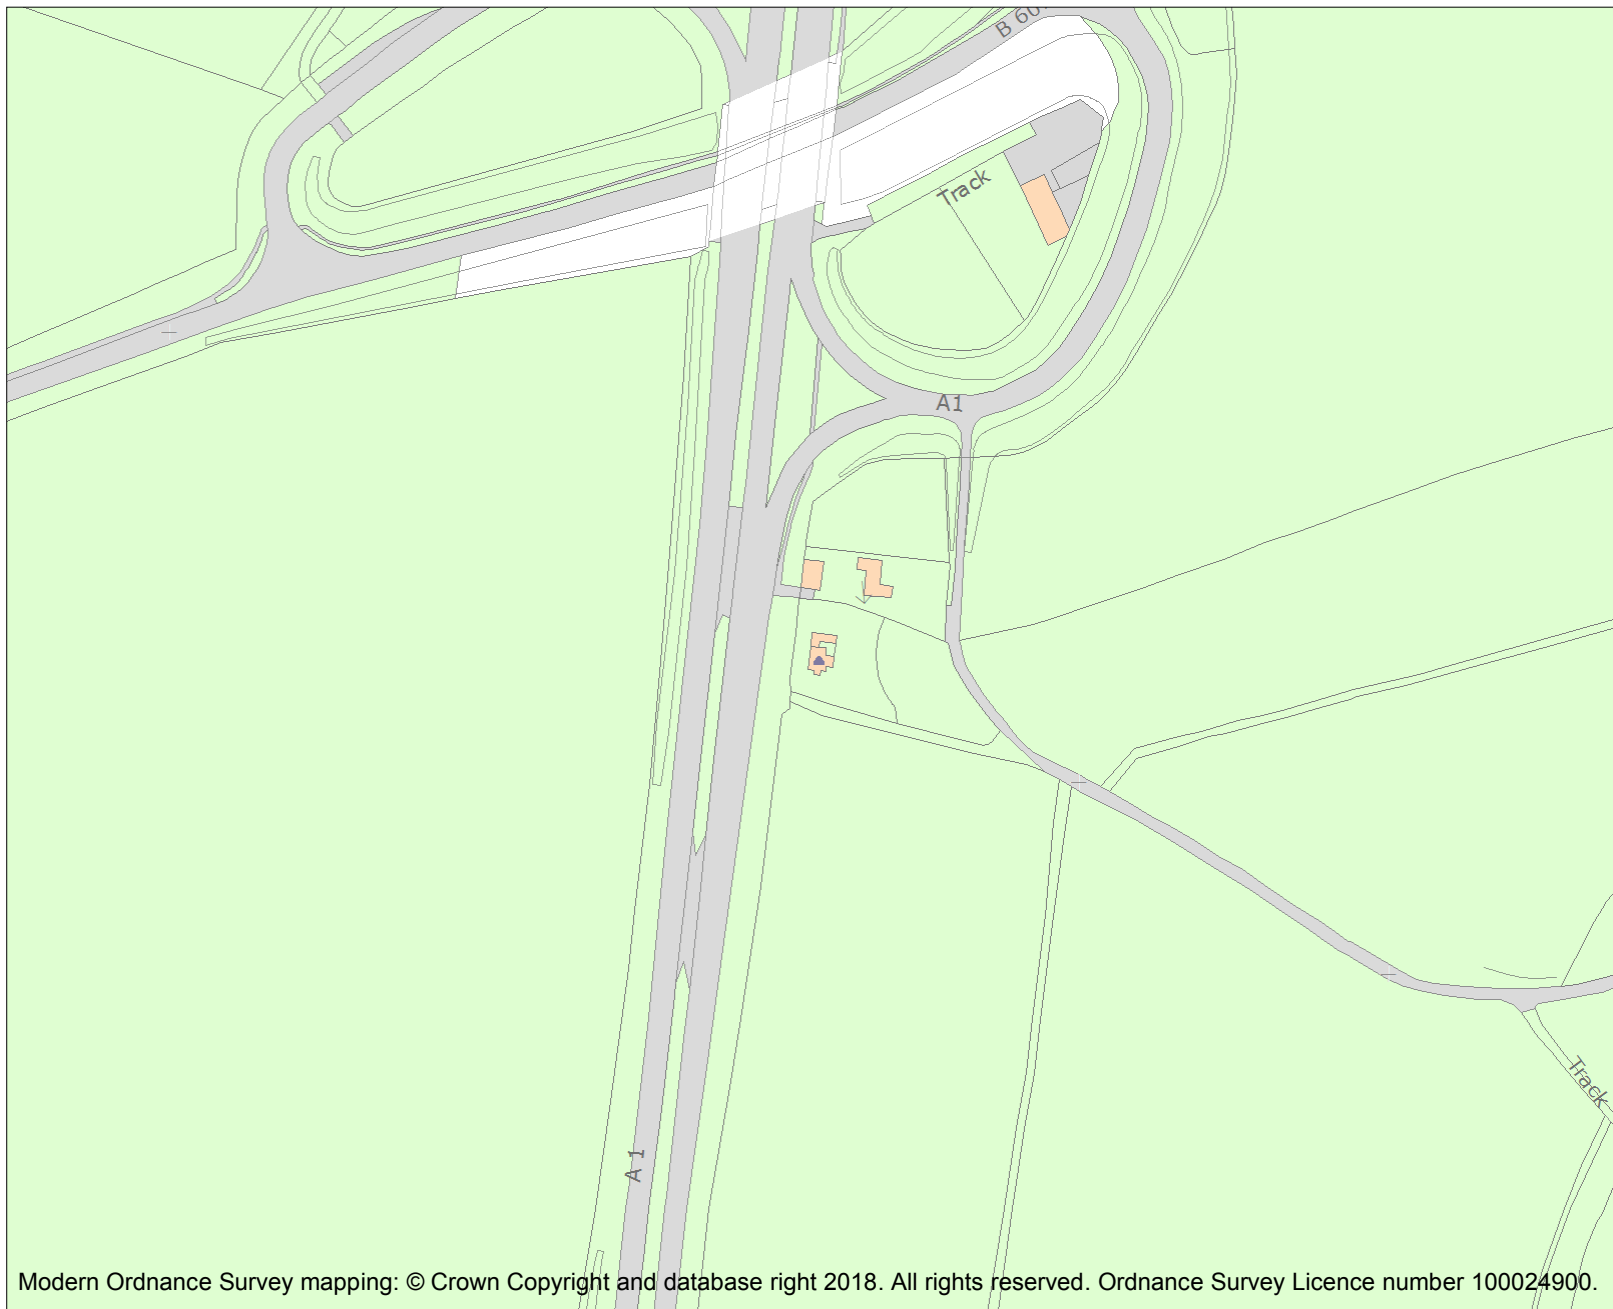 B 60
Track
A1
A 1
Track
Modern Ordnance Survey mapping: © Crown Copyright and database right 2018. All rights reserved. Ordnance Survey Licence number 100024900.